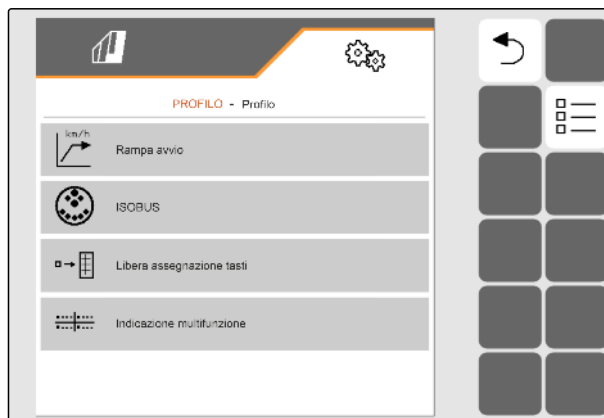 PROFILO - Profilo
km/h
Rampa avvio
ISOBUS
Libera assegnazione tasti
Indicazione multifunzione